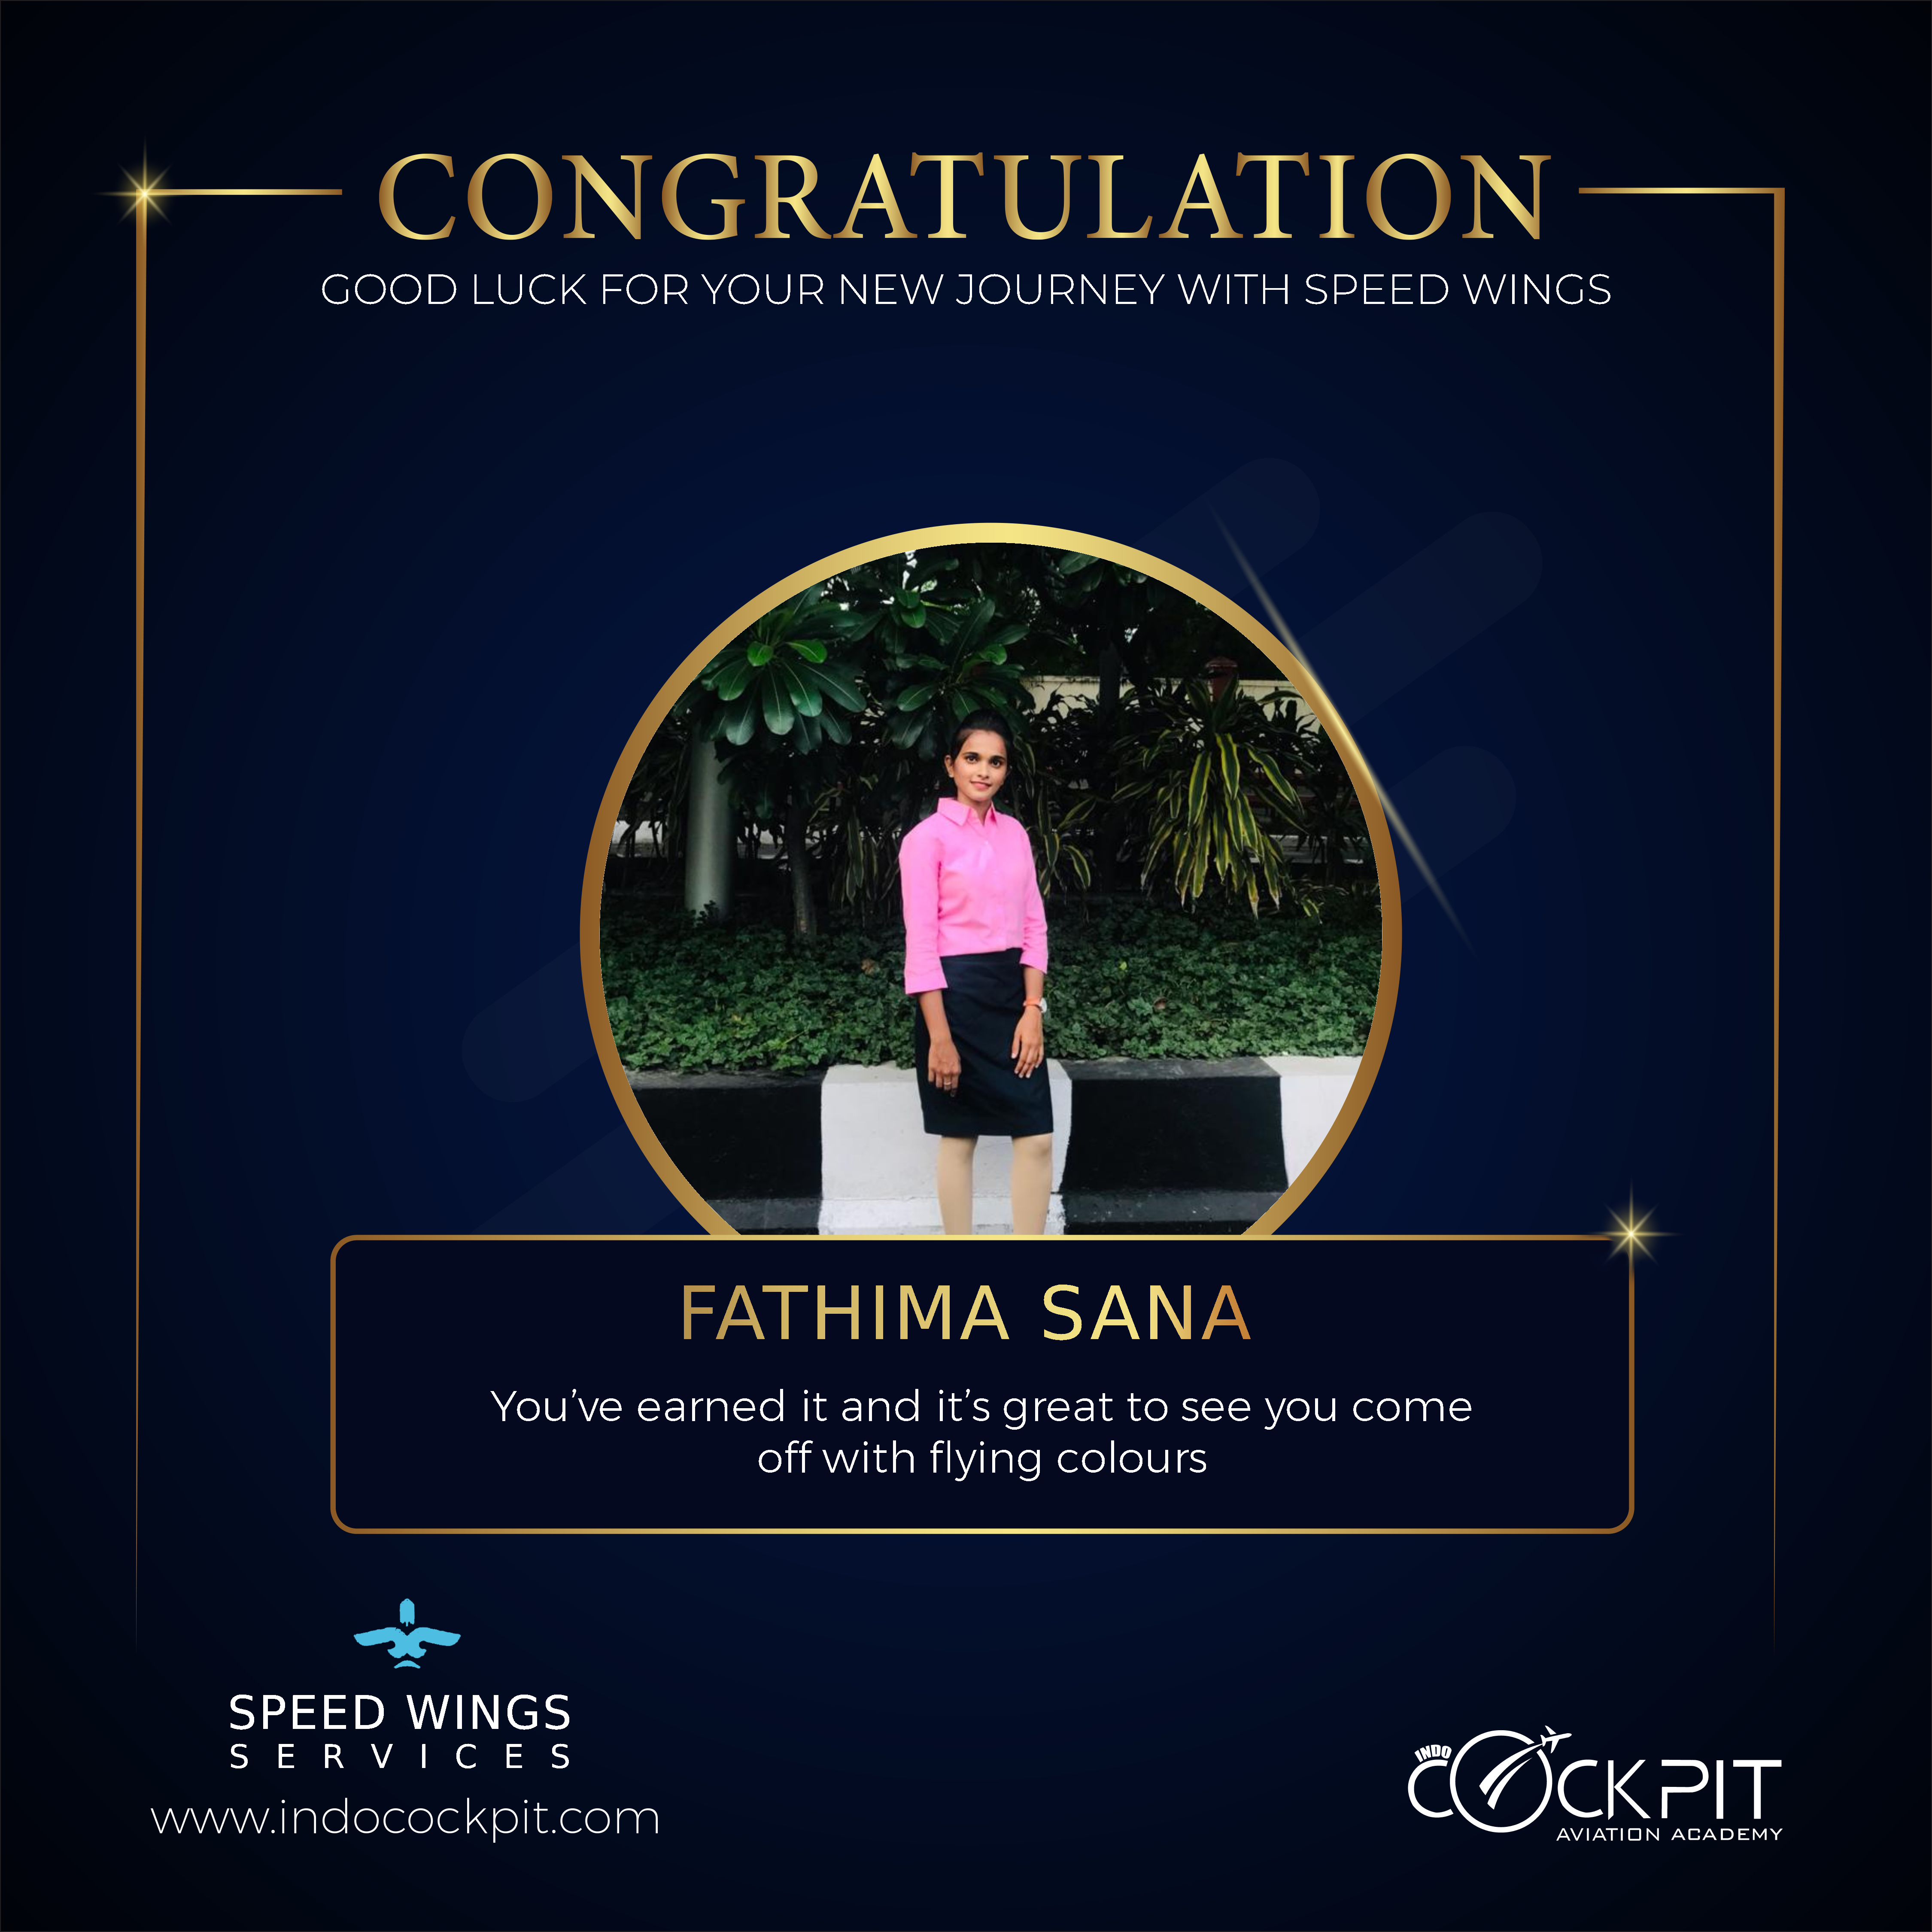 CONGRATULATION
GOOD LUCK FOR YOUR NEW JOURNEY WITH SPEED WINGS
FATHIMA SANA
You’ve earned it and it’s great to see you come
off with flying colours
SPEED WINGS
SERVICES
www.indocockpit.com
INDO
COCKPIT
AVIATION ACADEMY